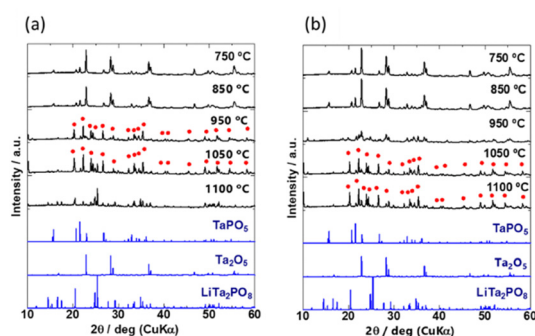 (a)
(b)
750 °C
850 °C
950 °C
1050 °C
1100 °C
TaPO₅
Ta₂O₅
LiTa₂PO₈
Intensity / a.u.
10 20 30 40 50 60
2θ / deg (CuKα)
750 °C
850 °C
950 °C
1050 °C
1100 °C
TaPO₅
Ta₂O₅
LiTa₂PO₈
Intensity / a.u.
10 20 30 40 50 60
2θ / deg (CuKα)